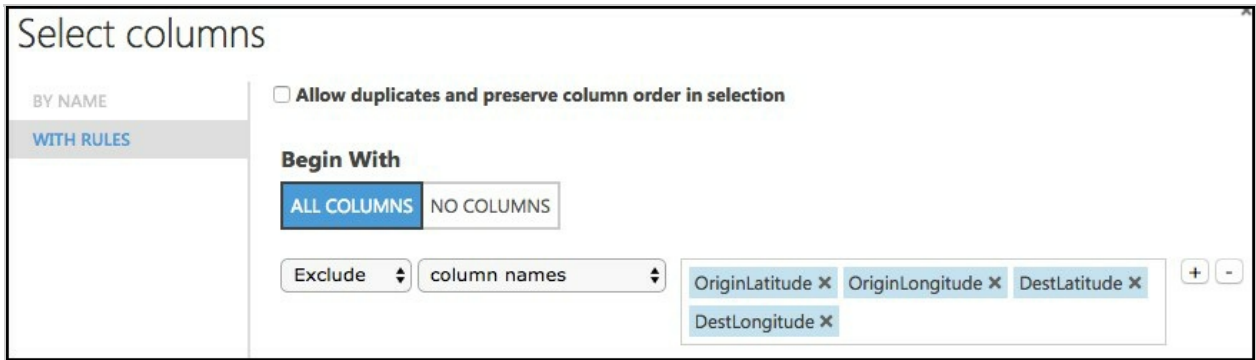 Select columns
BY NAME
WITH RULES
Allow duplicates and preserve column order in selection
Begin With
ALL COLUMNS NO COLUMNS
Exclude column names OriginLatitude × OriginLongitude × DestLatitude × + -
DestLongitude ×